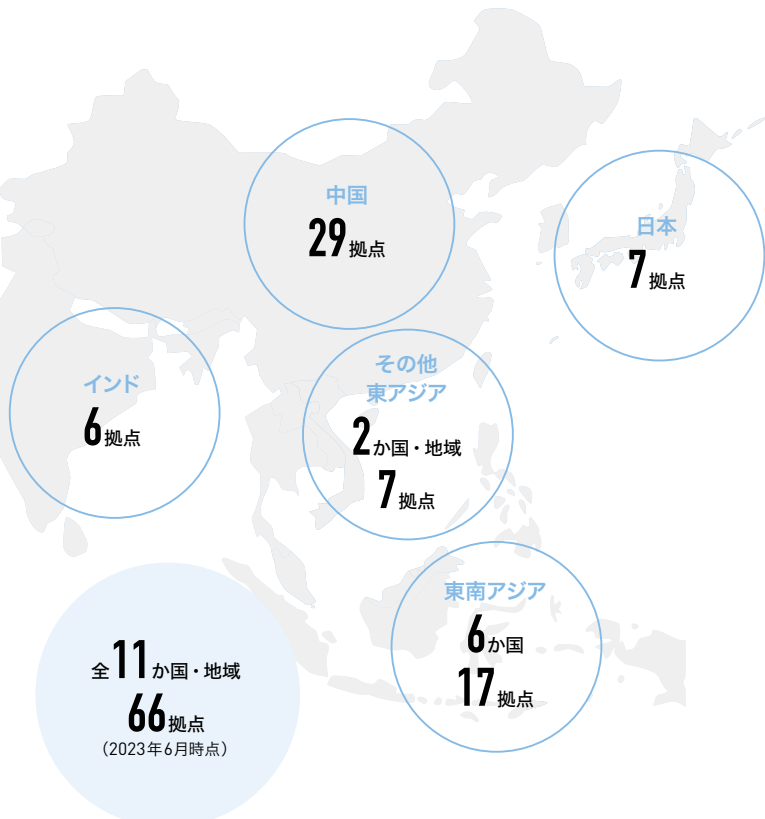 中国
29拠点
日本
7拠点
インド
6拠点
その他
東アジア
2か国・地域
7拠点
東南アジア
6か国
17拠点
全11か国・地域
66拠点
（2023年6月時点）